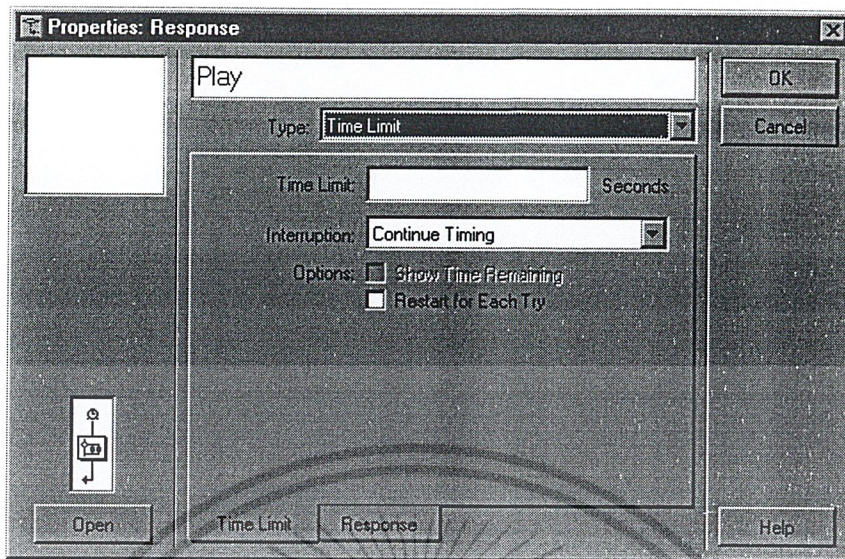 Properties: Response
Play
OK
Type: Time Limit
Cancel
Time Limit: Seconds
Interruption: Continue Timing
Options: Show Time Remaining
Restart for Each Try
Open
Time Limit
Response
Help